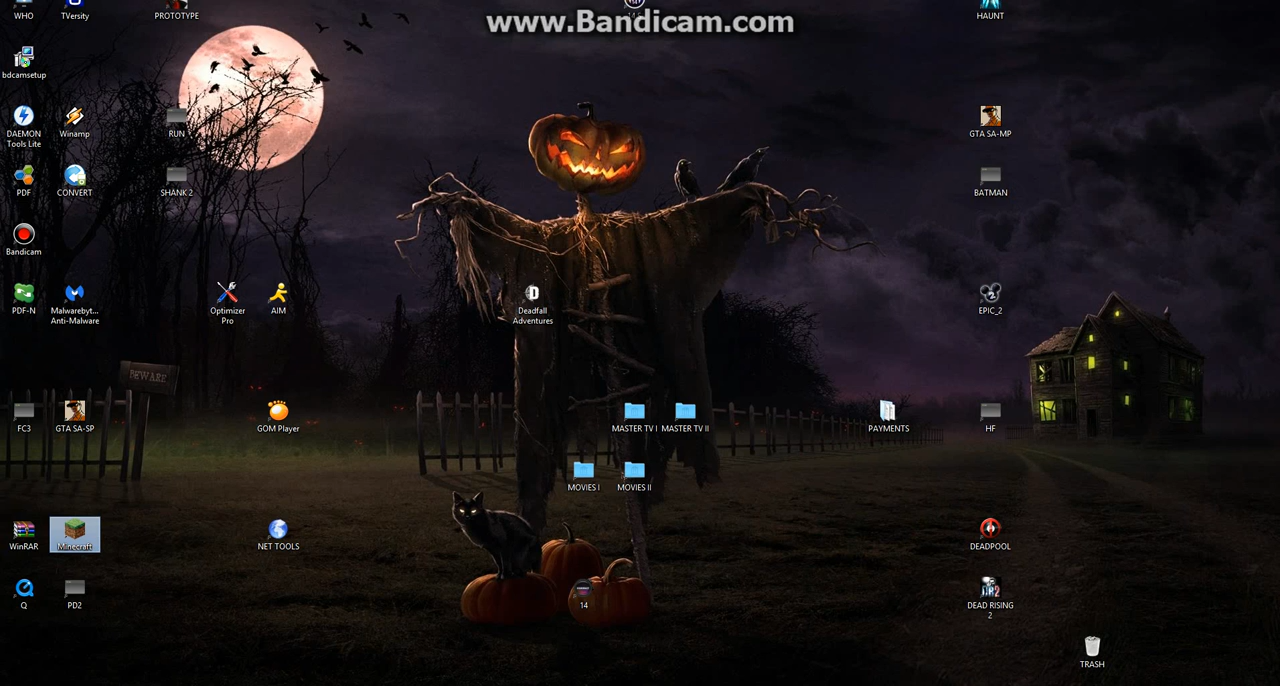 WHO
TVersity
PROTOTYPE
www.Bandicam.com
HAUNT
bdcamsetup
DAEMON
Tools Lite
Winamp
RUN
GTA SA-MP
PDF
CONVERT
SHANK 2
BATMAN
Bandicam
PDF-N
Malwarebyt...
Anti-Malware
Optimizer
Pro
AIM
Deadfall
Adventures
EPIC_2
BEWARE
FC3
GTA SA-SP
GOM Player
MASTER TV I
MASTER TV II
PAYMENTS
HF
MOVIES I
MOVIES II
WinRAR
Minecraft
NET TOOLS
DEADPOOL
Q
PD2
14
DEAD RISING
2
TRASH